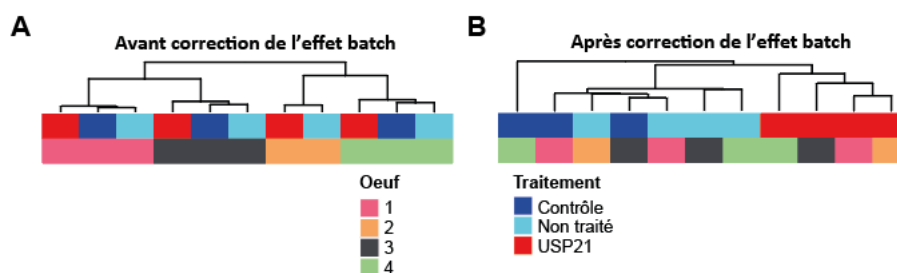 A
Avant correction de l'effet batch
Oeuf
1
2
3
4
B
Après correction de l'effet batch
Traitement
Contrôle
Non traité
USP21